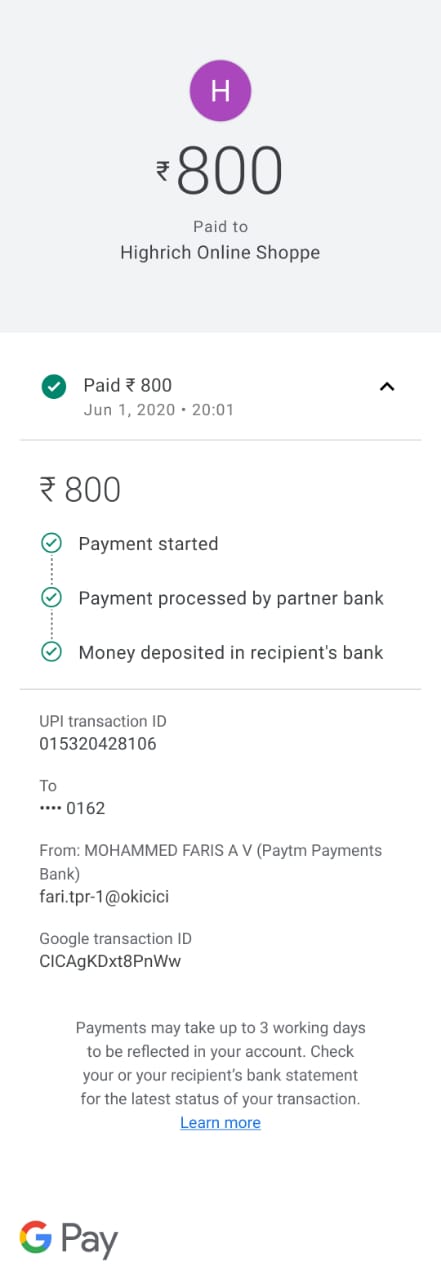 H
₹800
Paid to
Highrich Online Shoppe
Paid ₹ 800
Jun 1, 2020 • 20:01
₹ 800
Payment started
Payment processed by partner bank
Money deposited in recipient's bank
UPI transaction ID
015320428106
To
•••• 0162
From: MOHAMMED FARIS A V (Paytm Payments
Bank)
fari.tpr-1@okicici
Google transaction ID
CICAgKDxt8PnWw
Payments may take up to 3 working days
to be reflected in your account. Check
your or your recipient's bank statement
for the latest status of your transaction.
Learn more
G Pay